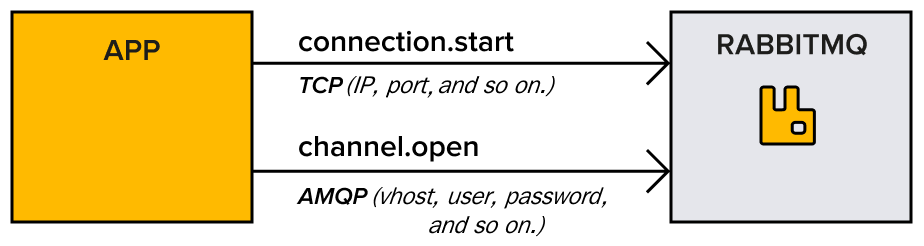 APP
connection.start
TCP (IP, port, and so on.)
channel.open
AMQP (vhost, user, password,
and so on.)
RABBITMQ